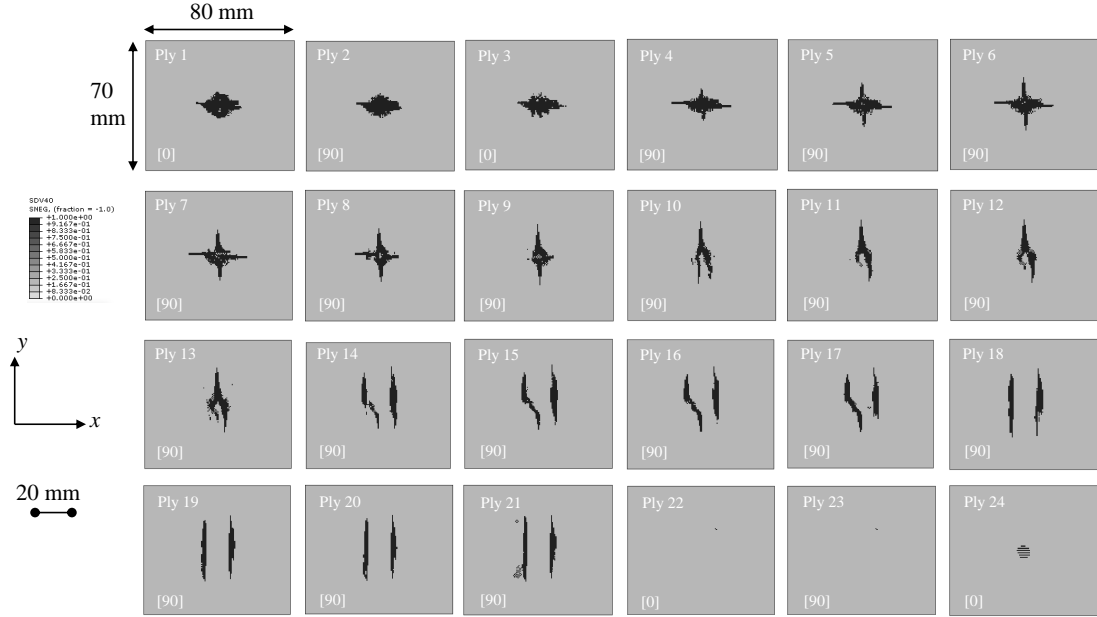 80 mm
70
mm
Ply 1
Ply 2
Ply 3
Ply 4
Ply 5
Ply 6
[0]
[90]
[0]
[90]
[90]
[90]
SDV40
SNEG, (fraction = -1.0)
+1.000e+00
+9.167e-01
+8.333e-01
+7.500e-01
+6.667e-01
+5.833e-01
+5.000e-01
+4.167e-01
+3.333e-01
+2.500e-01
+1.667e-01
+8.333e-02
+0.000e+00
Ply 7
Ply 8
Ply 9
Ply 10
Ply 11
Ply 12
[90]
[90]
[90]
[90]
[90]
[90]
y
x
Ply 13
Ply 14
Ply 15
Ply 16
Ply 17
Ply 18
[90]
[90]
[90]
[90]
[90]
[90]
20 mm
Ply 19
Ply 20
Ply 21
Ply 22
Ply 23
Ply 24
[90]
[90]
[90]
[0]
[90]
[0]